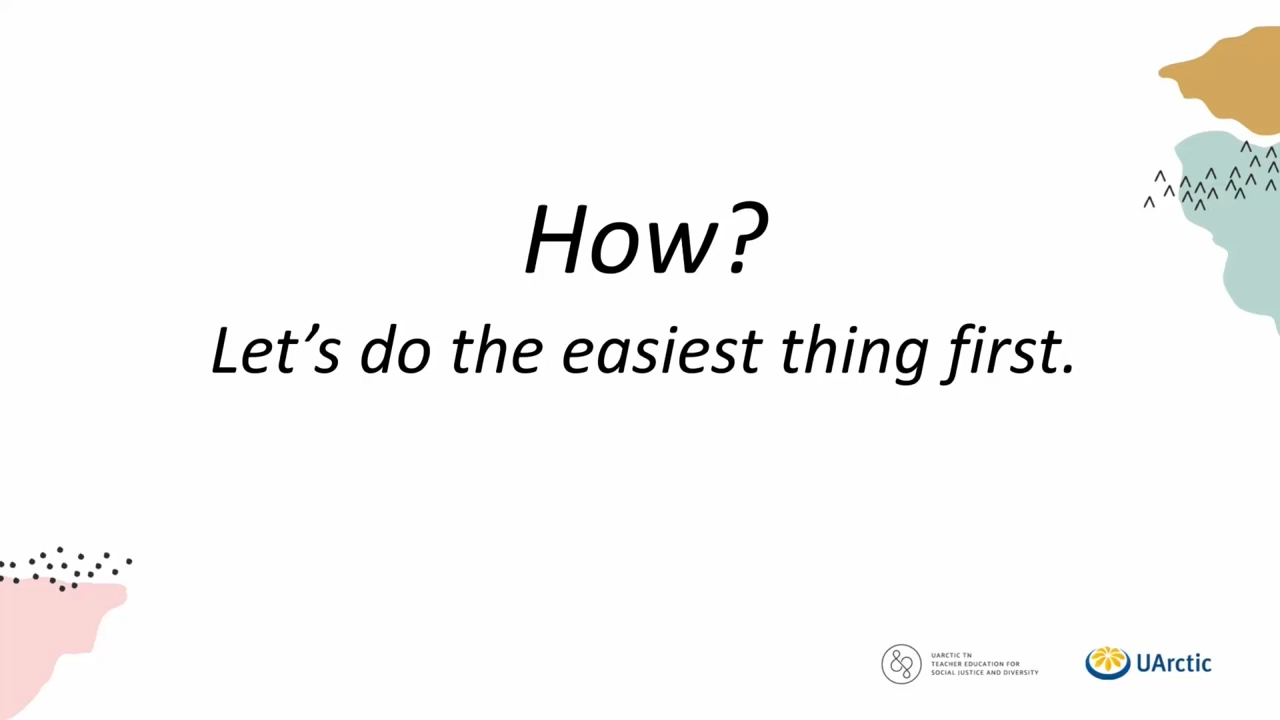 How?
Let’s do the easiest thing first.
UARCTIC TN
TEACHER EDUCATION FOR
SOCIAL JUSTICE AND DIVERSITY
UArctic